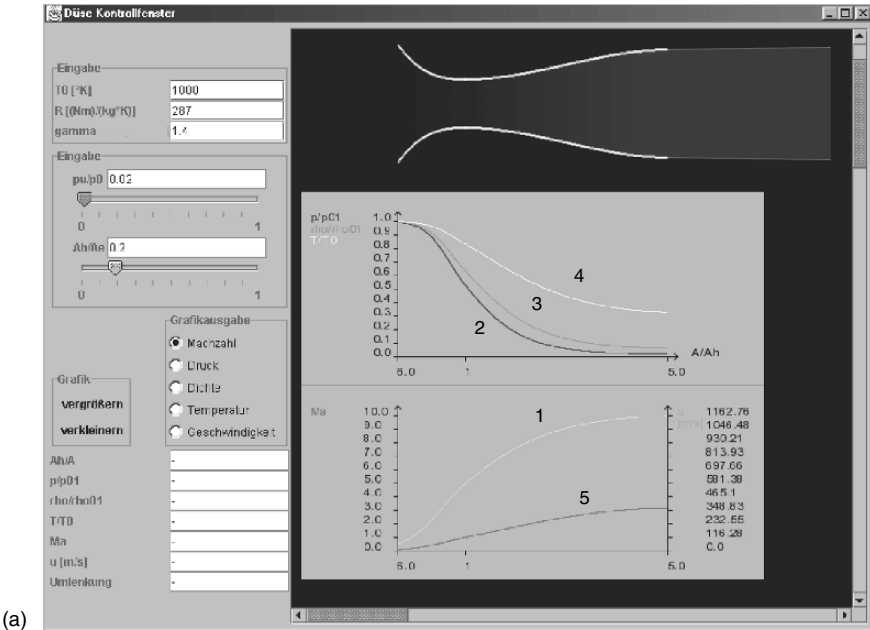 Düse Kontrollfenster
Eingabe
T0 [°K] 1000
R [(Nm)/(kg°K)] 287
gamma 1.4
Eingabe
pu/p0 0.02
0 1
Ah/Ae 0.2
0 1
Grafikausgabe
Machzahl
Druck
Dichte
Temperatur
Geschwindigkeit
Grafik
vergrößern
verkleinern
Ah/A -
p/p01 -
rho/rho01 -
T/T0 -
Ma -
u [m/s] -
Umlenkung -
p/p01
rho/rho01
T/T0
1.0
0.9
0.8
0.7
0.6
0.5
0.4
0.3
0.2
0.1
0.0
4
3
2
A/Ah
6.0 1 5.0
Ma
10.0
9.0
8.0
7.0
6.0
5.0
4.0
3.0
2.0
1.0
0.0
1
5
u
[m/s]
1162.76
1046.48
930.21
813.93
697.66
581.38
465.1
348.83
232.55
116.28
0.0
6.0 1 5.0
(a)